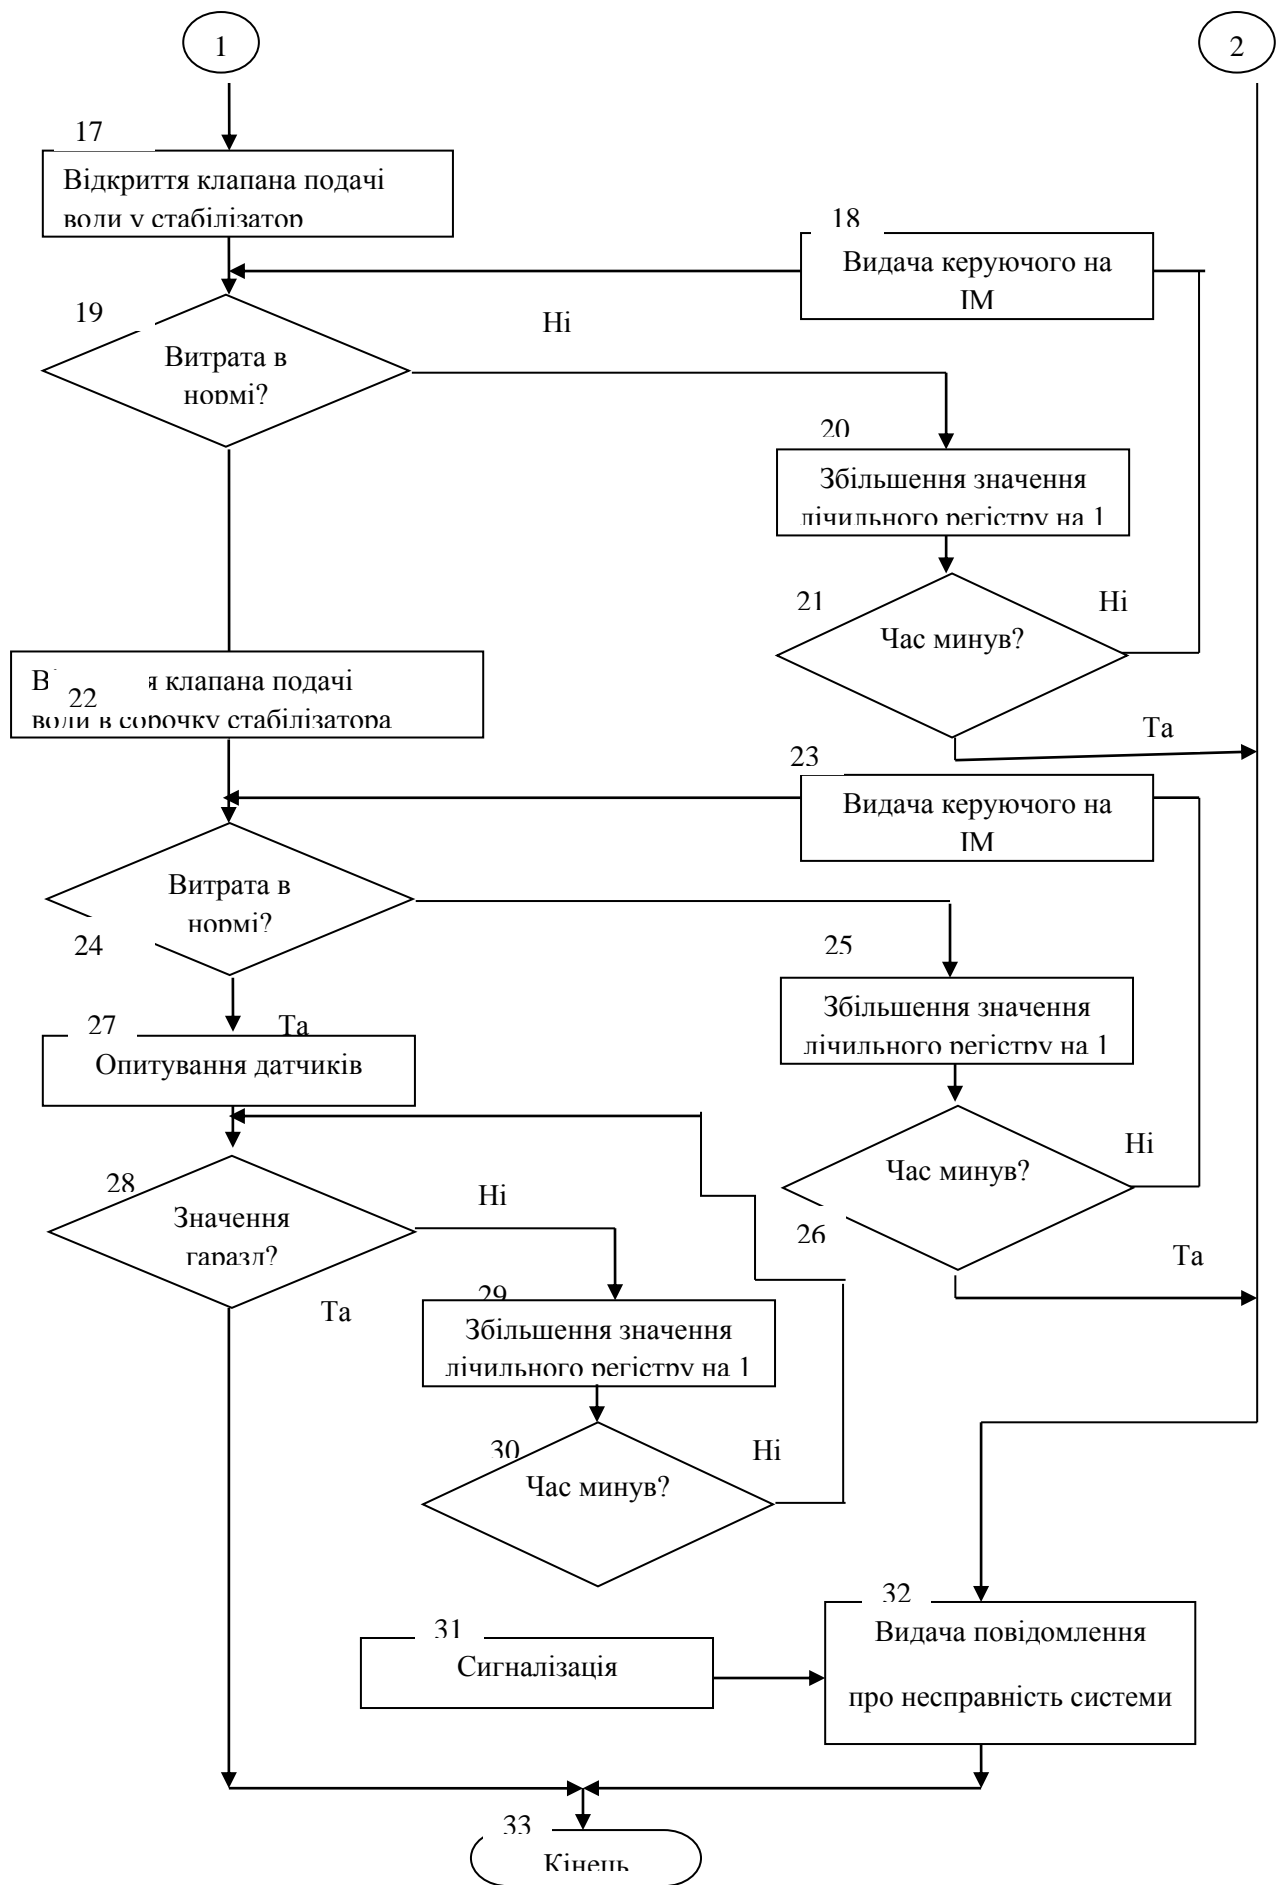 1
2
17
Відкриття клапана подачі
води у стабілізатор
18
Видача керуючого на
ІМ
19
Ні
Витрата в
нормі?
20
Збільшення значення
лічильного регістру на 1
21
Ні
Час минув?
Та
22
я клапана подачі
води в сорочку стабілізатора
23
Видача керуючого на
ІМ
Витрата в
нормі?
24
25
Збільшення значення
лічильного регістру на 1
27
Та
Опитування датчиків
Ні
Час минув?
26
Та
28
Ні
Значення
гаразд?
Та
29
Збільшення значення
лічильного регістру на 1
30
Ні
Час минув?
31
Сигналізація
32
Видача повідомлення
про несправність системи
33
Кінець